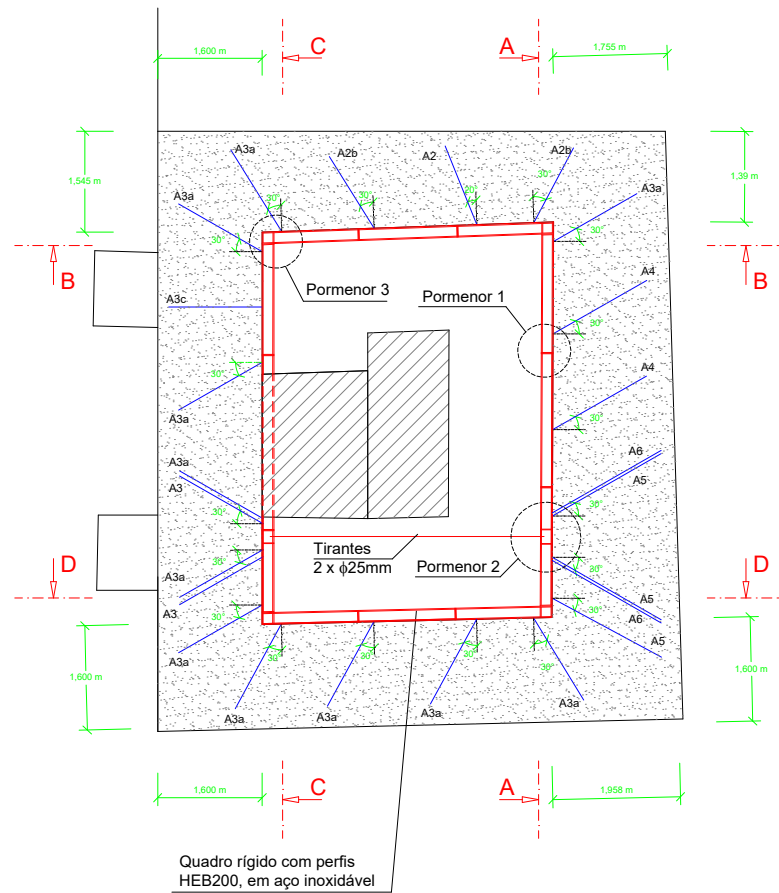 1,600 m
C
A
1,755 m
1,545 m
A3a
A2b
A2
A2b
1,39 m
30°
30°
20°
30°
A3a
A3a
30°
30°
B
B
Pormenor 3
Pormenor 1
A4
A3c
30°
30°
A4
30°
A3a
A3a
A3
A6
A5
30°
30°
Tirantes
2 x ϕ25mm
Pormenor 2
30°
30°
D
D
A3a
A3
A5
A6
30°
30°
A3a
A5
1,600 m
1,600 m
30°
30°
30°
30°
A3a
A3a
A3a
A3a
1,600 m
C
A
1,958 m
Quadro rígido com perfis
HEB200, em aço inoxidável